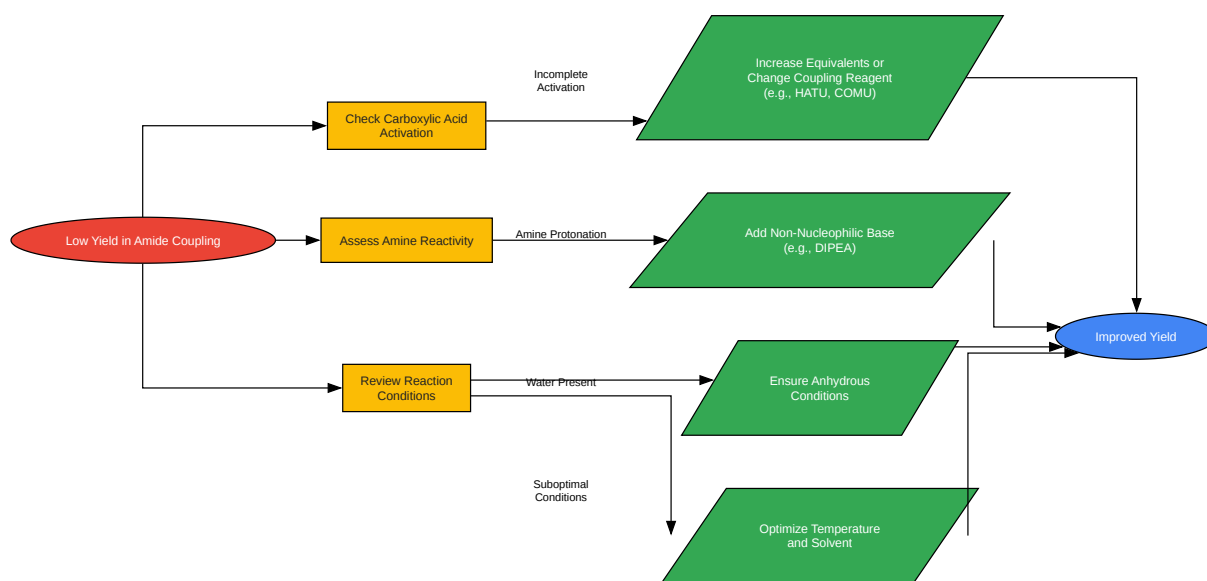 Incomplete
Activation
Increase Equivalents or
Change Coupling Reagent
(e.g., HATU, COMU)
Check Carboxylic Acid
Activation
Low Yield in Amide Coupling
Assess Amine Reactivity
Amine Protonation
Add Non-Nucleophilic Base
(e.g., DIPEA)
Improved Yield
Review Reaction
Conditions
Water Present
Ensure Anhydrous
Conditions
Suboptimal
Conditions
Optimize Temperature
and Solvent